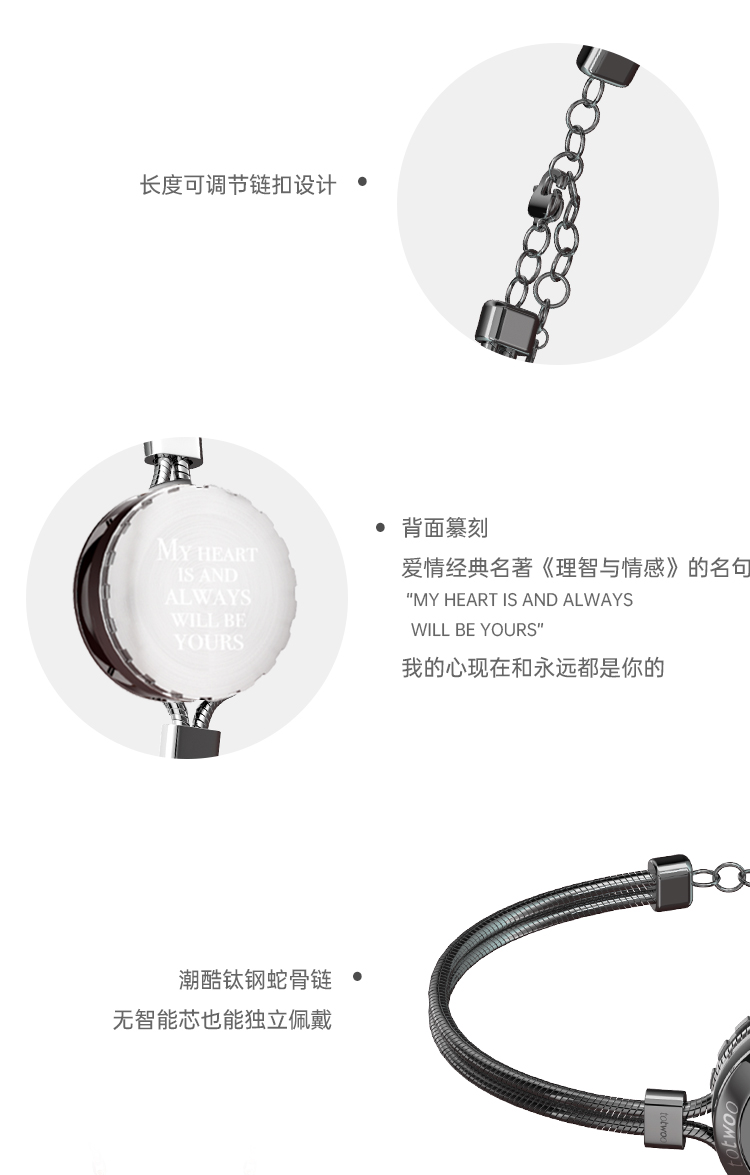 长度可调节链扣设计
背面纂刻
爱情经典名著《理智与情感》的名句
“MY HEART IS AND ALWAYS
WILL BE YOURS”
我的心现在和永远都是你的
MY HEART
IS AND
ALWAYS
WILL BE
YOURS
潮酷钛钢蛇骨链
无智能芯也能独立佩戴
totwoo
totwoo